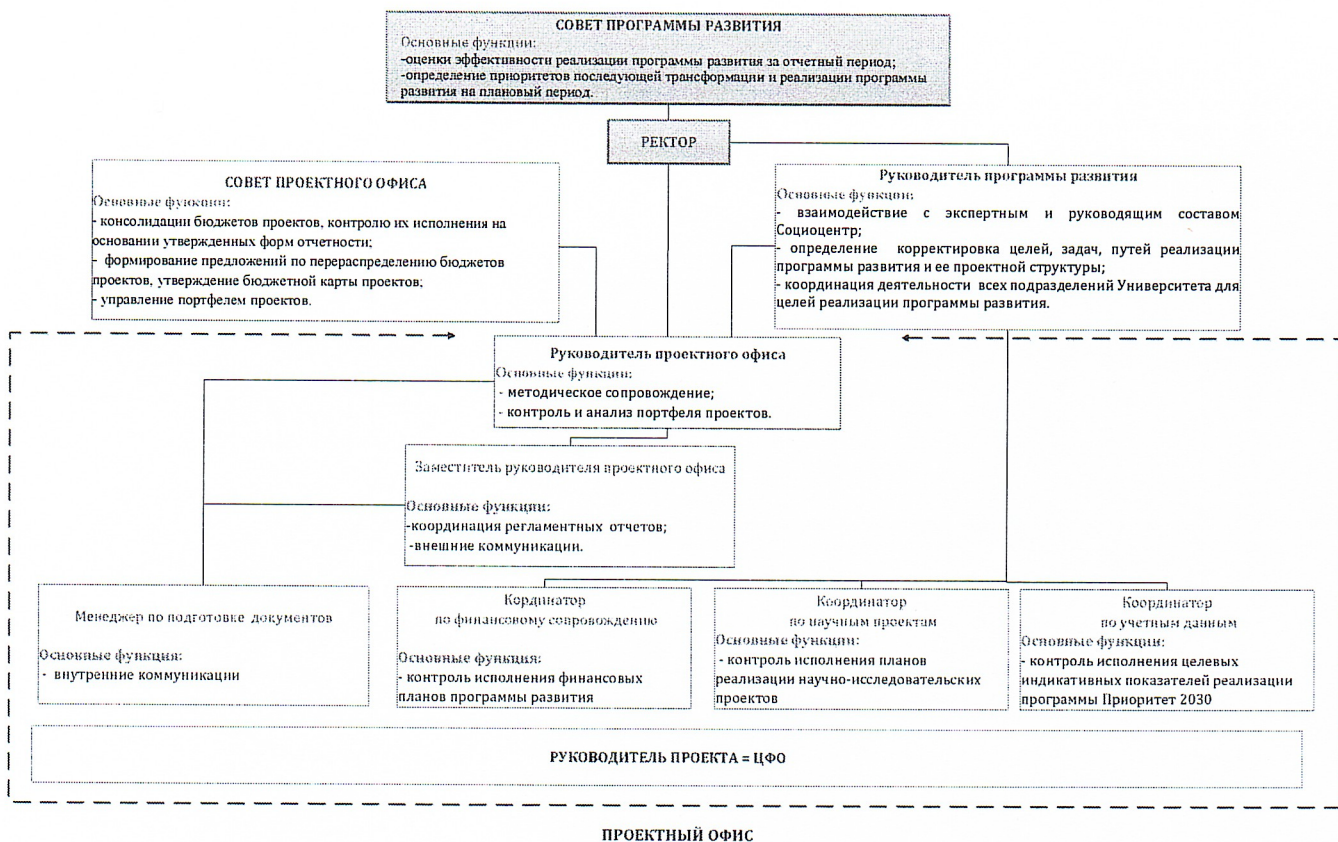 СОВЕТ ПРОГРАММЫ РАЗВИТИЯ
Основные функции:
-оценки эффективности реализации программы развития за отчетный период;
-определение приоритетов последующей трансформации и реализации программы
развития на плановый период.
РЕКТОР
СОВЕТ ПРОЕКТНОГО ОФИСА
Основные функции:
- консолидации бюджетов проектов, контролю их исполнения на
основании утвержденных форм отчетности;
- формирование предложений по перераспределению бюджетов
проектов, утверждение бюджетной карты проектов;
- управление портфелем проектов.
Руководитель программы развития
Основные функции:
- взаимодействие с экспертным и руководящим составом
Социоцентр;
- определение корректировка целей, задач, путей реализации
программы развития и ее проектной структуры;
- координация деятельности всех подразделений Университета для
целей реализации программы развития.
Руководитель проектного офиса
Основные функции:
- методическое сопровождение;
- контроль и анализ портфеля проектов.
Заместитель руководителя проектного офиса
Основные функции:
-координация регламентных отчетов;
-внешние коммуникации.
Менеджер по подготовке документов
Основные функция:
- внутренние коммуникации
Кординатор
по финансовому сопровождению
Основные функция:
- контроль исполнения финансовых
планов программы развития
Координатор
по научным проектам
Основные функции:
- контроль исполнения планов
реализации научно-исследовательских
проектов
Координатор
по учетным данным
Основные функции:
- контроль исполнения целевых
индикативных показателей реализации
программы Приоритет 2030
РУКОВОДИТЕЛЬ ПРОЕКТА = ЦФО
ПРОЕКТНЫЙ ОФИС